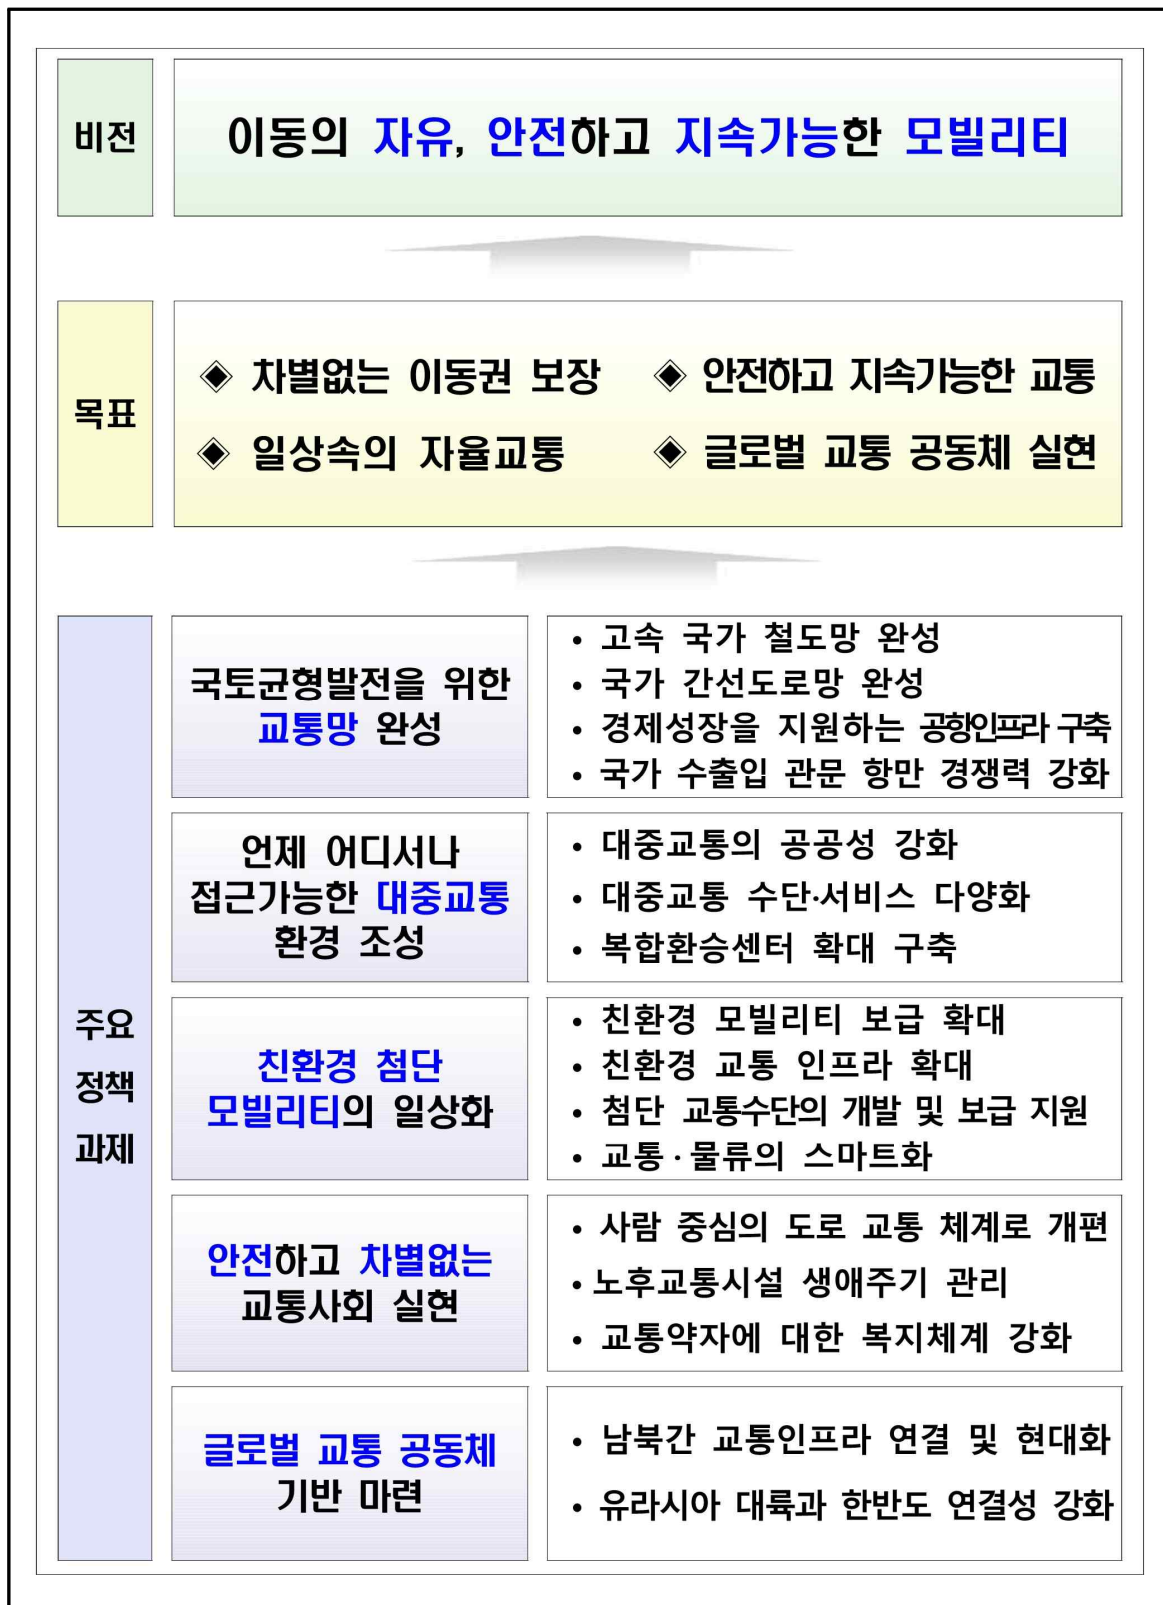 비전
이동의 자유, 안전하고 지속가능한 모빌리티
목표
◈ 차별없는 이동권 보장 ◈ 안전하고 지속가능한 교통
◈ 일상속의 자율교통 ◈ 글로벌 교통 공동체 실현
주요
정책
과제
국토균형발전을 위한
교통망 완성
• 고속 국가 철도망 완성
• 국가 간선도로망 완성
• 경제성장을 지원하는 공항인프라 구축
• 국가 수출입 관문 항만 경쟁력 강화
언제 어디서나
접근가능한 대중교통
환경 조성
• 대중교통의 공공성 강화
• 대중교통 수단·서비스 다양화
• 복합환승센터 확대 구축
친환경 첨단
모빌리티의 일상화
• 친환경 모빌리티 보급 확대
• 친환경 교통 인프라 확대
• 첨단 교통수단의 개발 및 보급 지원
• 교통·물류의 스마트화
안전하고 차별없는
교통사회 실현
• 사람 중심의 도로 교통 체계로 개편
• 노후교통시설 생애주기 관리
• 교통약자에 대한 복지체계 강화
글로벌 교통 공동체
기반 마련
• 남북간 교통인프라 연결 및 현대화
• 유라시아 대륙과 한반도 연결성 강화